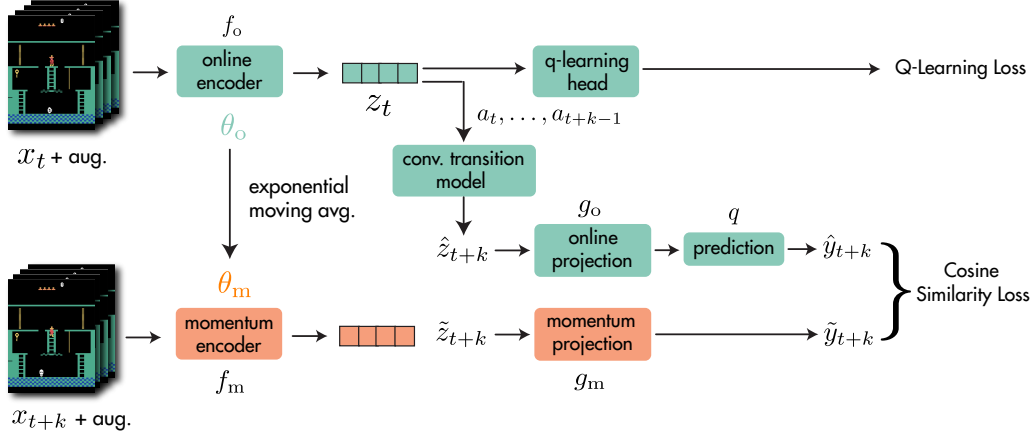 f_o
online
encoder
z_t
q-learning
head
Q-Learning Loss
θ_o
a_t, . . . , a_{t+k−1}
x_t + aug.
conv. transition
model
exponential
moving avg.
g_o
q
ẑ_{t+k}
online
projection
prediction
ŷ_{t+k}
Cosine
Similarity Loss
θ_m
momentum
encoder
z̃_{t+k}
momentum
projection
ỹ_{t+k}
f_m
g_m
x_{t+k} + aug.